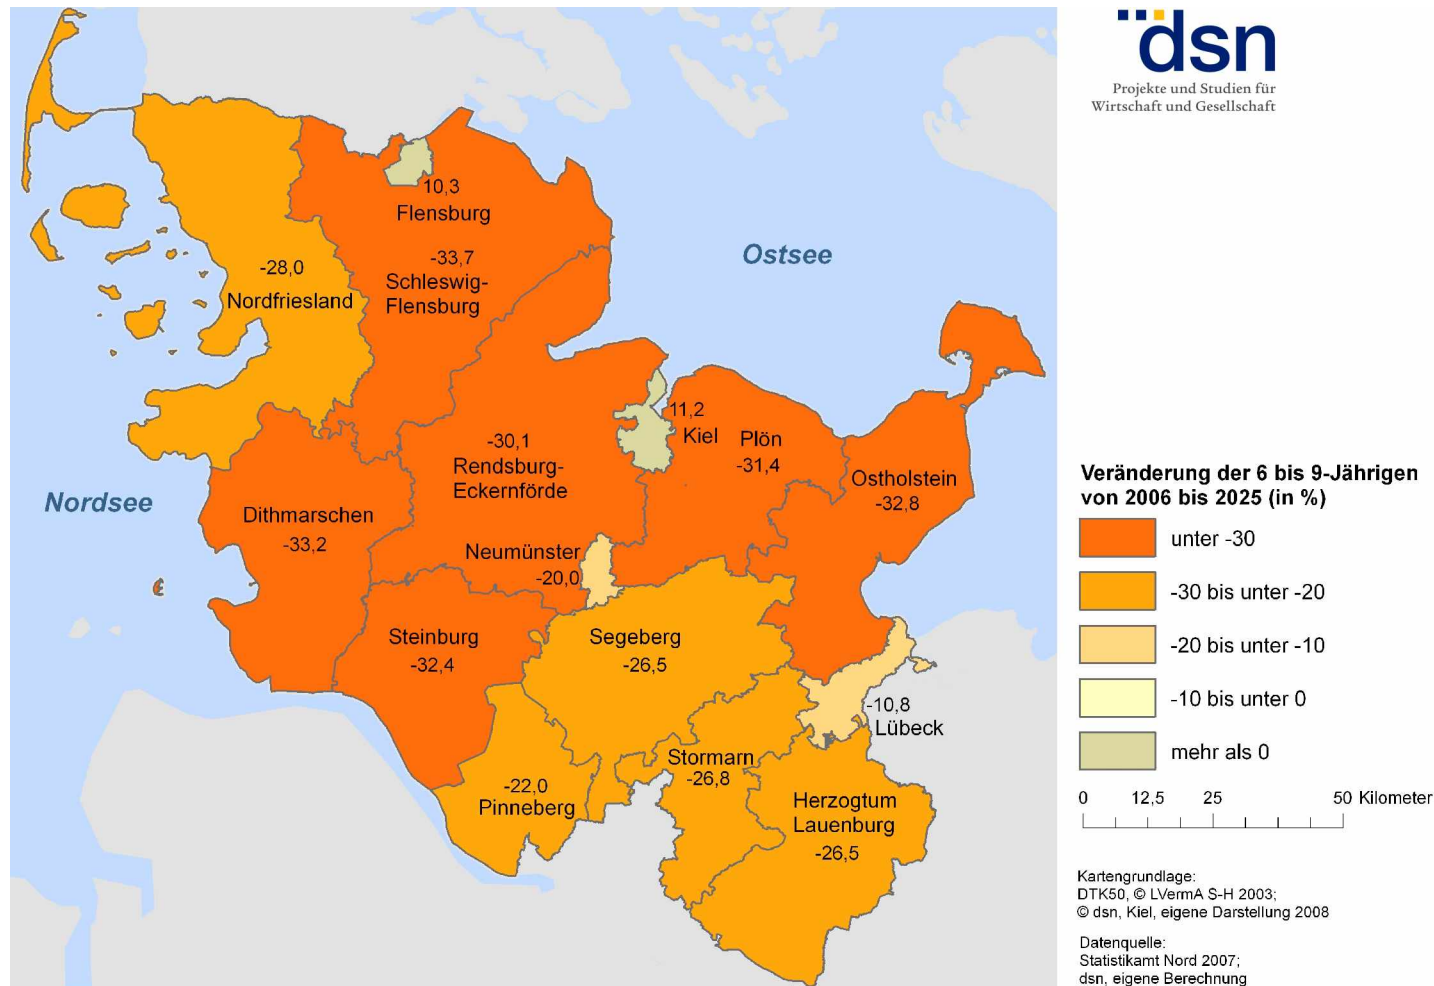 dsn
Projekte und Studien für
Wirtschaft und Gesellschaft
10,3
Flensburg
-33,7
Schleswig-
Flensburg
-28,0
Nordfriesland
Ostsee
Nordsee
-30,1
Rendsburg-
Eckernförde
11,2
Kiel
Plön
-31,4
Ostholstein
-32,8
Dithmarschen
-33,2
Neumünster
-20,0
Steinburg
-32,4
Segeberg
-26,5
-10,8
Lübeck
Stormarn
-26,8
-22,0
Pinneberg
Herzogtum
Lauenburg
-26,5
Veränderung der 6 bis 9-Jährigen
von 2006 bis 2025 (in %)
unter -30
-30 bis unter -20
-20 bis unter -10
-10 bis unter 0
mehr als 0
0 12,5 25 50 Kilometer
Kartengrundlage:
DTK50, © LVermA S-H 2003;
© dsn, Kiel, eigene Darstellung 2008
Datenquelle:
Statistikamt Nord 2007;
dsn, eigene Berechnung